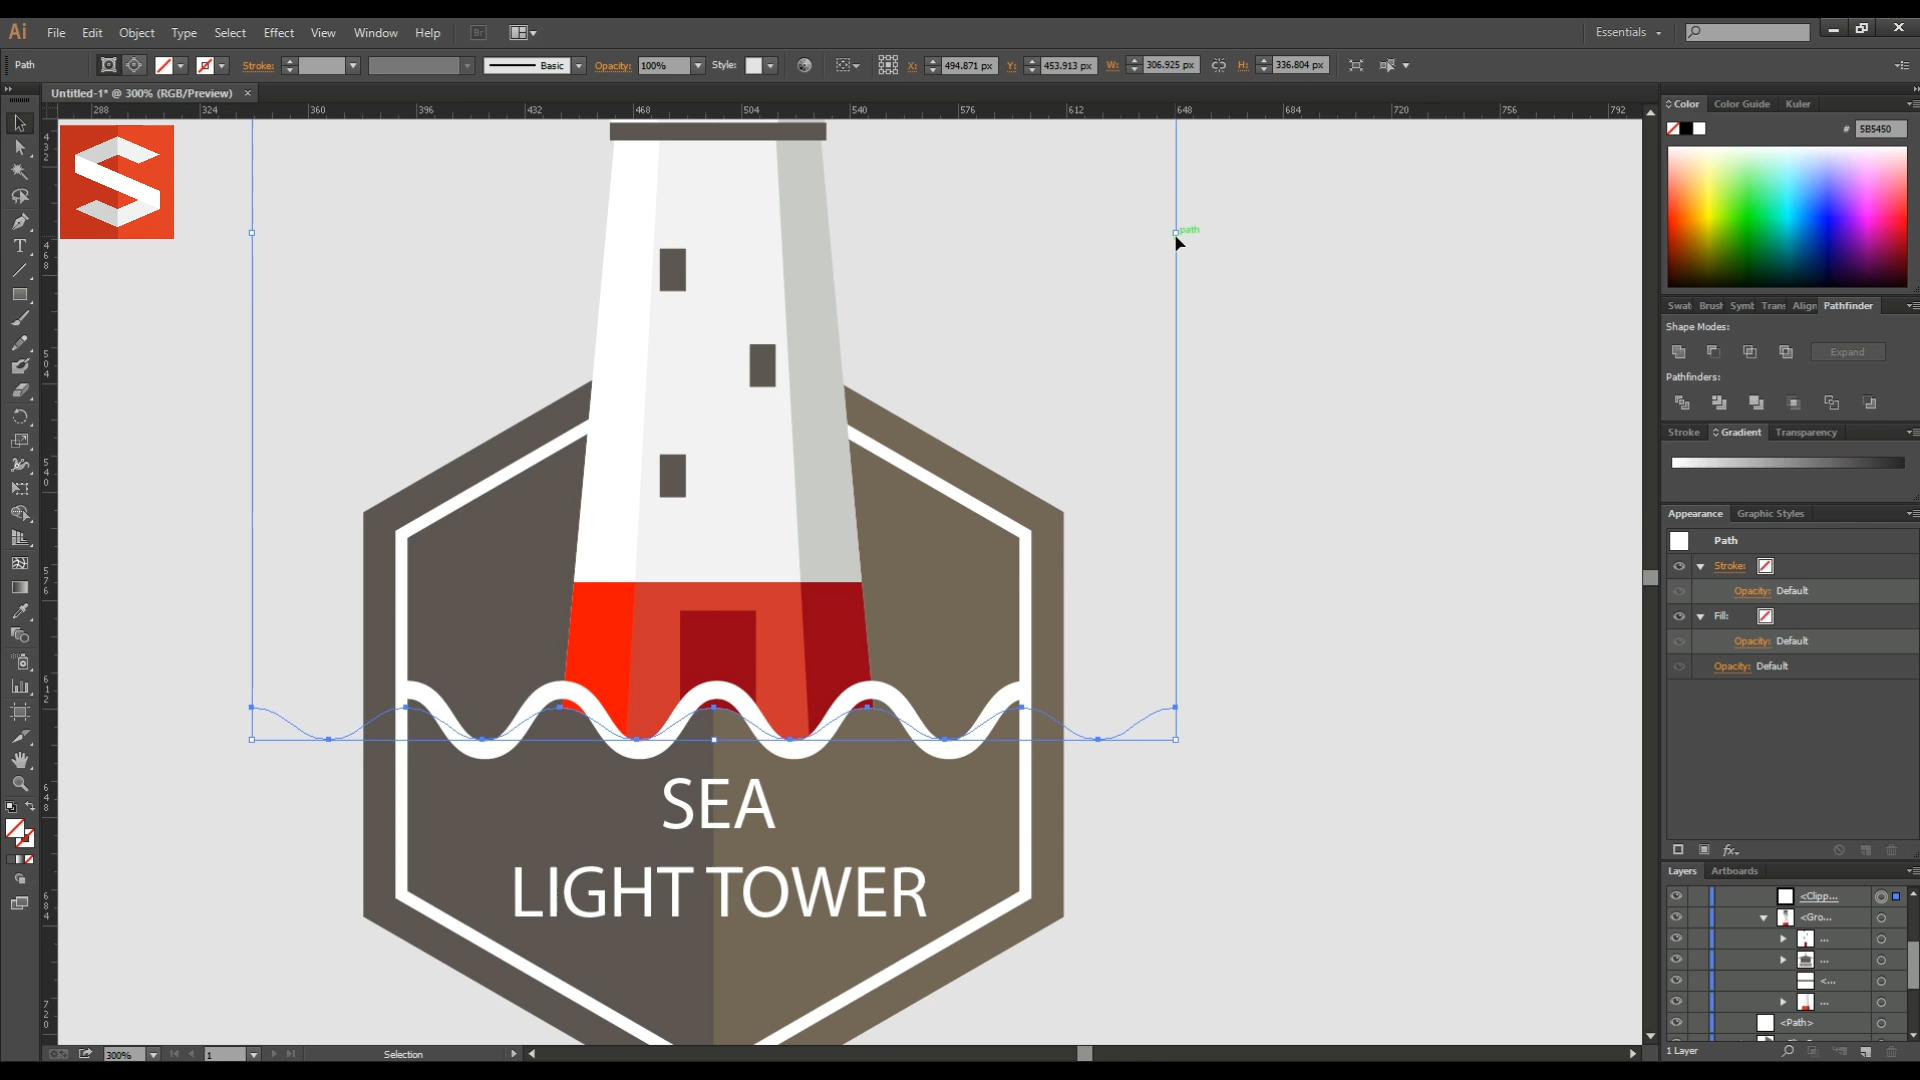 Ai File Edit Object Type Select Effect View Window Help Br Essentials
Path Stroke: Basic Opacity: 100% Style: X: 494.871 px Y: 453.913 px W: 306.925 px H: 336.804 px
Untitled-1* @ 300% (RGB/Preview) ×
288 324 360 396 432 468 504 540 576 612 648 684 720 756 792
Color Color Guide Kuler
# 5B5450
path
Swat Brush Symb Trans Align Pathfinder
Shape Modes:
Expand
Pathfinders:
Stroke Gradient Transparency
Appearance Graphic Styles
Path
Stroke:
Opacity: Default
Fill:
Opacity: Default
Opacity: Default
fx
SEA
LIGHT TOWER
Layers Artboards
<Clipp...
<Gro...
...
...
<...
...
<Path>
1 Layer
300% 1 Selection